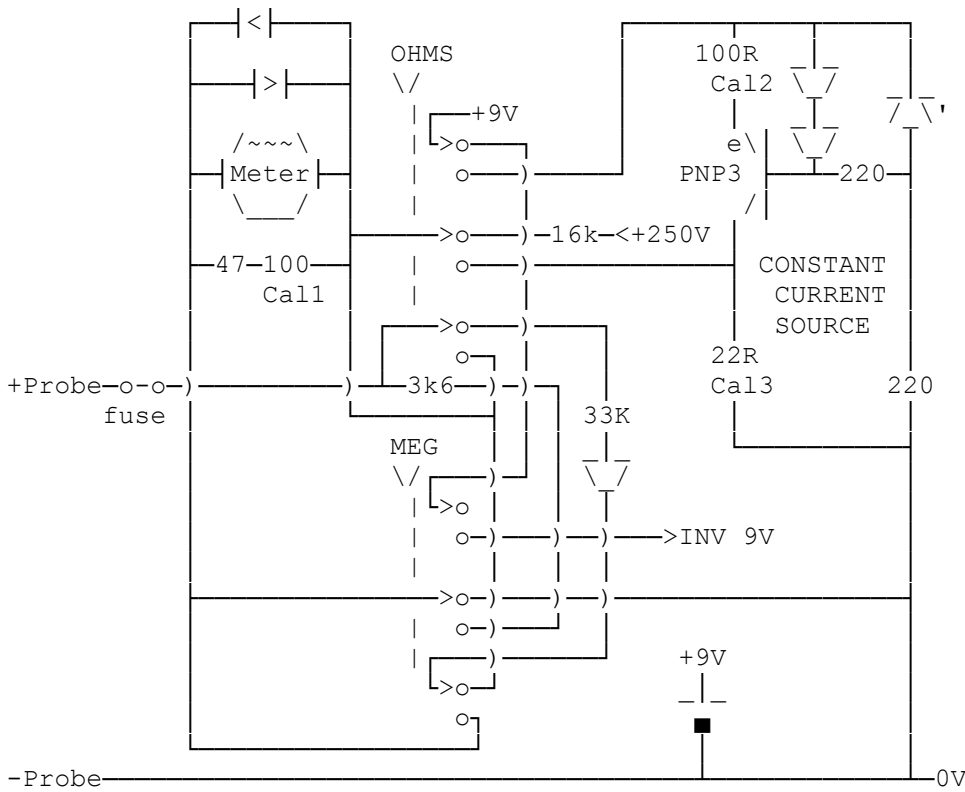 OHMS
100R
Cal2
+9V
e
Meter
PNP3
220
16k
<+250V
47
100
Cal1
CONSTANT
CURRENT
SOURCE
22R
+Probe
3k6
Cal3
220
fuse
33K
MEG
>INV 9V
+9V
-Probe
0V